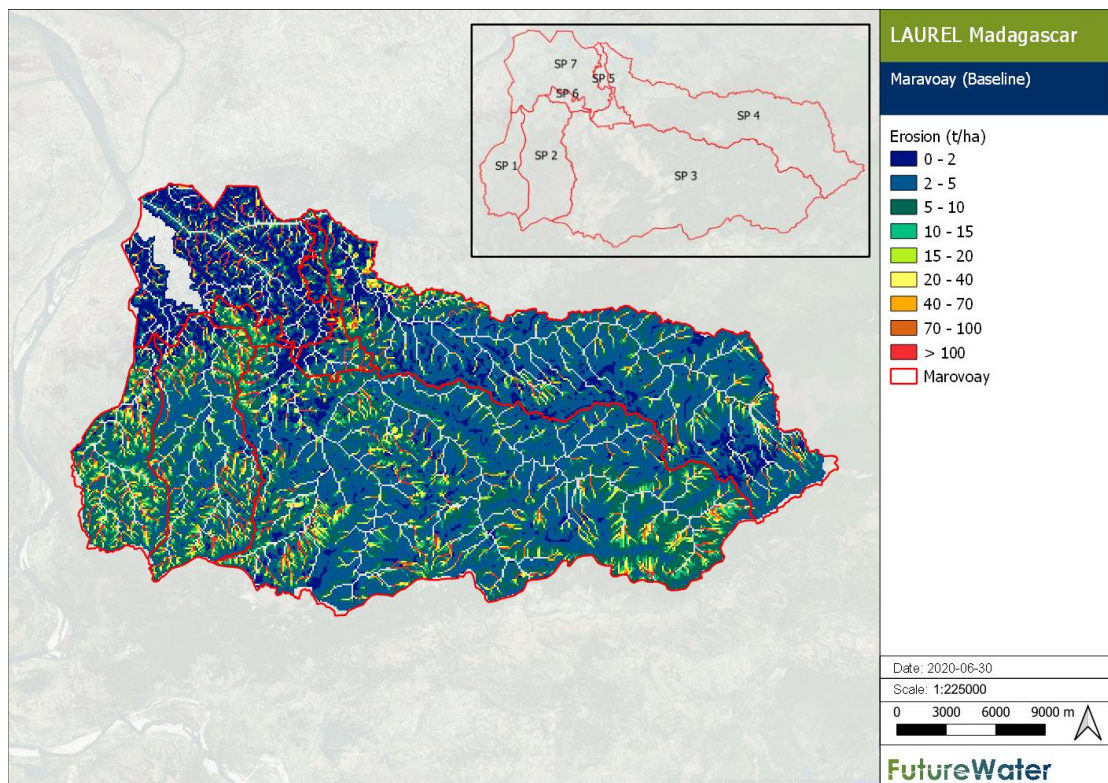 LAUREL Madagascar
Maravoay (Baseline)
SP 7
SP 5
SP 6
SP 4
SP 1
SP 2
SP 3
Erosion (t/ha)
0 - 2
2 - 5
5 - 10
10 - 15
15 - 20
20 - 40
40 - 70
70 - 100
> 100
Marovoay
Date: 2020-06-30
Scale: 1:225000
0 3000 6000 9000 m
FutureWater